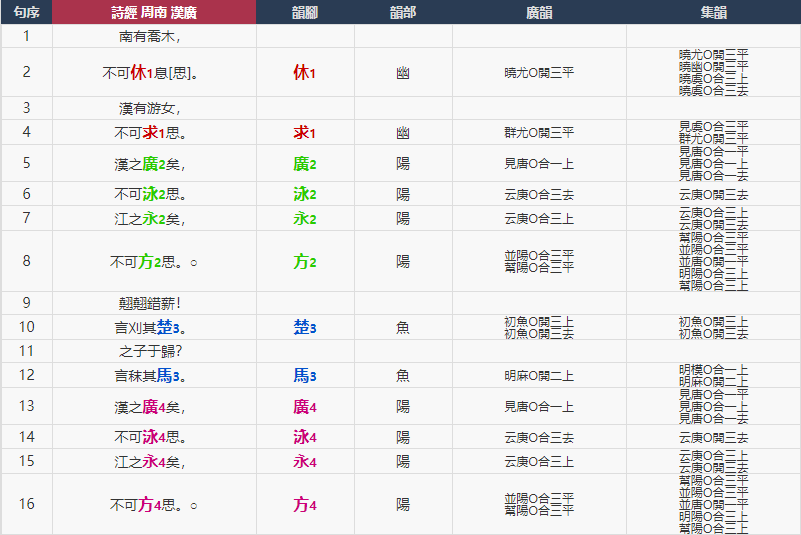 句序 詩經 周南 漢廣 韻腳 韻部 廣韻 集韻
1 南有喬木，
2 不可休1息[思]。 休1 幽 曉尤O開三平 曉尤O開三平
曉幽O開三平
曉虞O合三上
曉虞O合三去
3 漢有游女，
4 不可求1思。 求1 幽 群尤O開三平 見虞O合三平
群尤O開三平
5 漢之廣2矣， 廣2 陽 見唐O合一上 見唐O合一平
見唐O合一上
見唐O合一去
6 不可泳2思。 泳2 陽 云庚O合三去 云庚O開三去
7 江之永2矣， 永2 陽 云庚O合三上 云庚O合三上
云庚O開三去
8 不可方2思。○ 方2 陽 並陽O合三平
幫陽O合三平 幫陽O合三平
並陽O合三平
並唐O開一平
明陽O合三上
幫陽O合三上
9 翹翹錯薪！
10 言刈其楚3。 楚3 魚 初魚O開三上
初魚O開三去 初魚O開三上
初魚O開三去
11 之子于歸？
12 言秣其馬3。 馬3 魚 明麻O開二上 明模O合一上
明麻O開二上
13 漢之廣4矣， 廣4 陽 見唐O合一上 見唐O合一平
見唐O合一上
見唐O合一去
14 不可泳4思。 泳4 陽 云庚O合三去 云庚O開三去
15 江之永4矣， 永4 陽 云庚O合三上 云庚O合三上
云庚O開三去
16 不可方4思。○ 方4 陽 並陽O合三平
幫陽O合三平 幫陽O合三平
並陽O合三平
並唐O開一平
明陽O合三上
幫陽O合三上